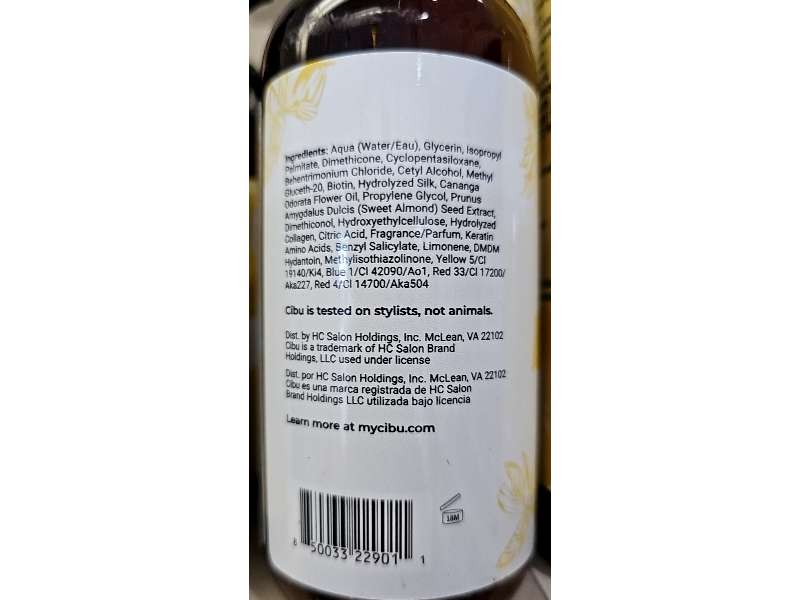 Ingredients: Aqua (Water/Eau), Glycerin, Isopropyl
Palmitate, Dimethicone, Cyclopentasiloxane,
Behentrimonium Chloride, Cetyl Alcohol, Methyl
Gluceth-20, Biotin, Hydrolyzed Silk, Cananga
Odorata Flower Oil, Propylene Glycol, Prunus
Amygdalus Dulcis (Sweet Almond) Seed Extract,
Dimethiconol, Hydroxyethylcellulose, Hydrolyzed
Collagen, Citric Acid, Fragrance/Parfum, Keratin
Amino Acids, Benzyl Salicylate, Limonene, DMDM
Hydantoin, Methylisothiazolinone, Yellow 5/CI
19140/Ki4, Blue 1/CI 42090/Ao1, Red 33/CI 17200/
Aka227, Red 4/CI 14700/Aka504
Cibu is tested on stylists, not animals.
Dist. by HC Salon Holdings, Inc. McLean, VA 22102
Cibu is a trademark of HC Salon Brand
Holdings, LLC used under license
Dist. por HC Salon Holdings, Inc. McLean, VA 22102
Cibu es una marca registrada de HC Salon
Brand Holdings LLC utilizada bajo licencia
Learn more at mycibu.com
18M
8 50033 22901 1